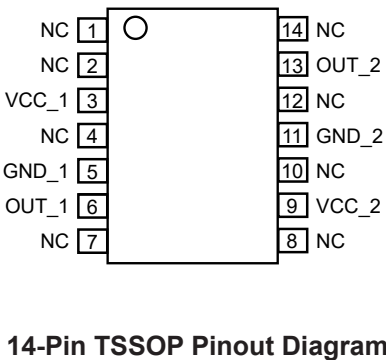 NC 1 14 NC
NC 2 13 OUT_2
VCC_1 3 12 NC
NC 4 11 GND_2
GND_1 5 10 NC
OUT_1 6 9 VCC_2
NC 7 8 NC
14-Pin TSSOP Pinout Diagram